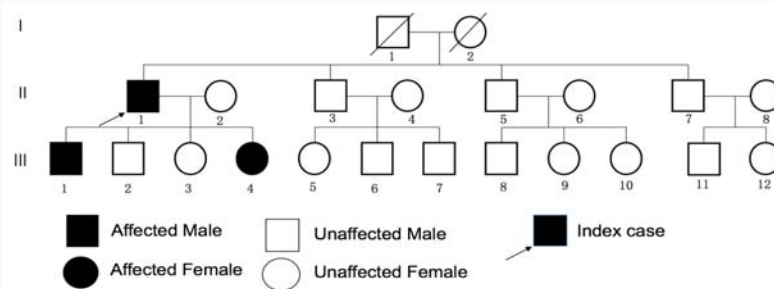 I
1 2
II
1 2 3 4 5 6 7 8
III
1 2 3 4 5 6 7 8 9 10 11 12
Affected Male Unaffected Male Index case
Affected Female Unaffected Female